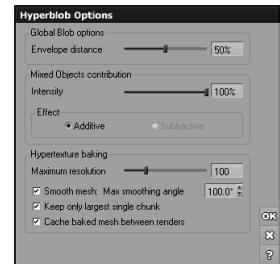 Hyperblob Options
Global Blob options
Envelope distance 50%
Mixed Objects contribution
Intensity 100%
Effect
Additive Subtractive
Hypertexture baking
Maximum resolution 100
Smooth mesh: Max smoothing angle 100.0°
Keep only largest single chunk
Cache baked mesh between renders
OK
?